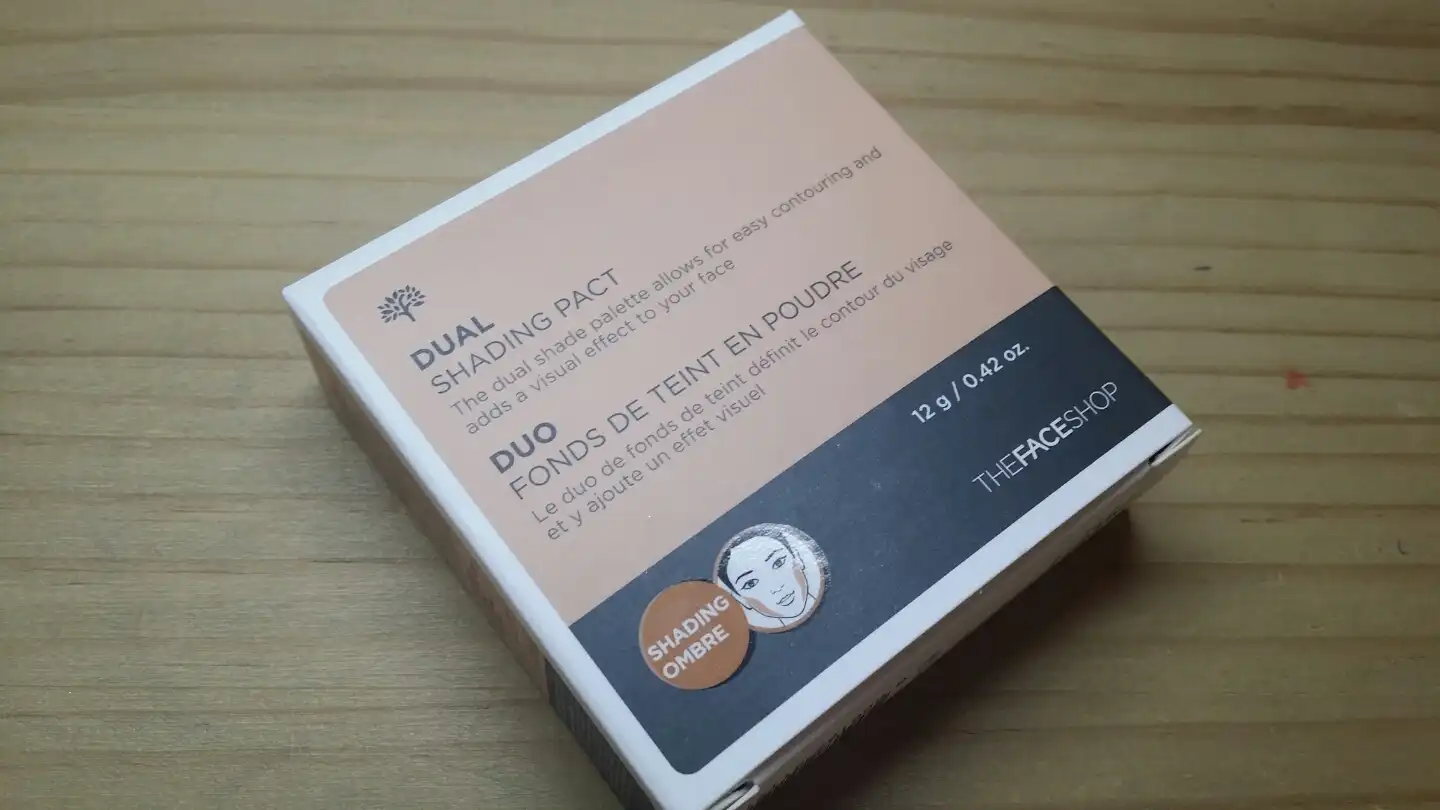 DUAL
SHADING PACT
The dual shade palette allows for easy contouring and
adds a visual effect to your face
DUO
FONDS DE TEINT EN POUDRE
Le duo de fonds de teint définit le contour du visage
et y ajoute un effet visuel
12 g / 0.42 oz.
THEFACESHOP
SHADING
OMBRE